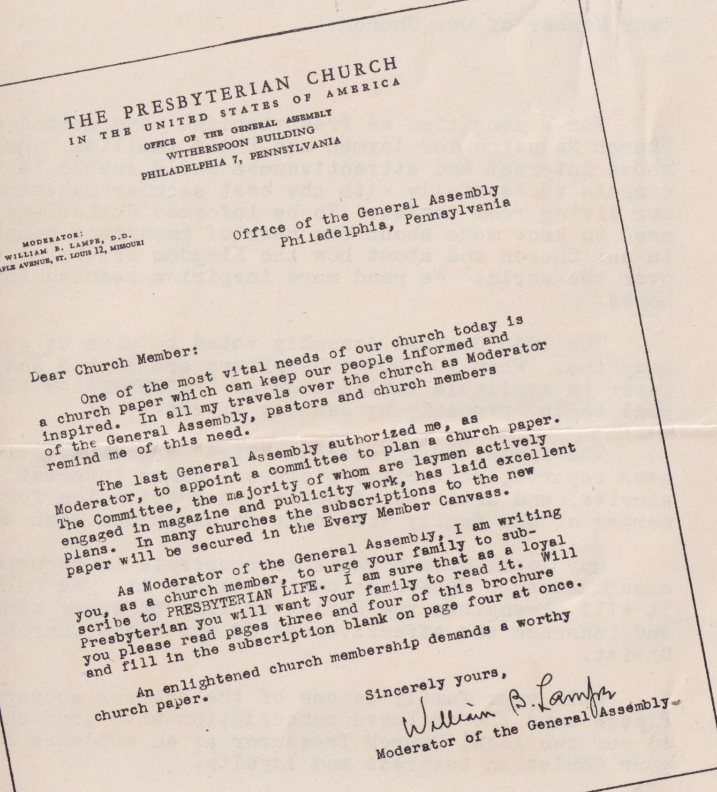 THE PRESBYTERIAN CHURCH
IN THE UNITED STATES OF AMERICA
OFFICE OF THE GENERAL ASSEMBLY
WITHERSPOON BUILDING
PHILADELPHIA 7, PENNSYLVANIA
MODERATOR:
WILLIAM B. LAMPE, D.D.
AVENUE, ST. LOUIS 12, MISSOURI
Office of the General Assembly
Philadelphia, Pennsylvania
Dear Church Member:
One of the most vital needs of our church today is
a church paper which can keep our people informed and
inspired. In all my travels over the church as Moderator
of the General Assembly, pastors and church members
remind me of this need.
The last General Assembly authorized me, as
Moderator, to appoint a committee to plan a church paper.
The Committee, the majority of whom are laymen actively
engaged in magazine and publicity work, has laid excellent
plans. In many churches the subscriptions to the new
paper will be secured in the Every Member Canvass.
As Moderator of the General Assembly, I am writing
you, as a church member, to urge your family to sub-
scribe to PRESBYTERIAN LIFE. I am sure that as a loyal
Presbyterian you will want your family to read it. Will
you please read pages three and four of this brochure
and fill in the subscription blank on page four at once.
An enlightened church membership demands a worthy
church paper.
Sincerely yours,
William B. Lampe
Moderator of the General Assembly